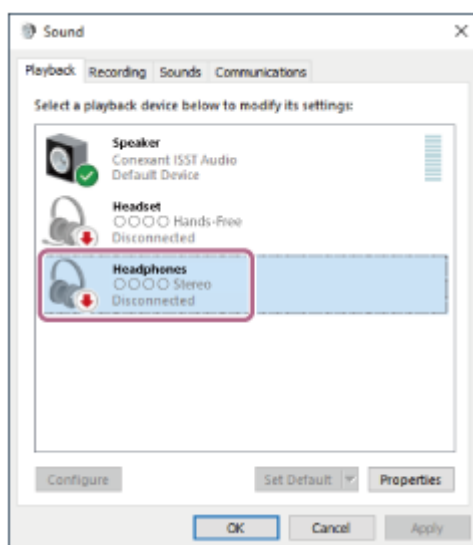 Sound
Playback Recording Sounds Communications
Select a playback device below to modify its settings:
Speaker
Conexant ISST Audio
Default Device
Headset
○○○○ Hands-Free
Disconnected
Headphones
○○○○ Stereo
Disconnected
Configure Set Default Properties
OK Cancel Apply